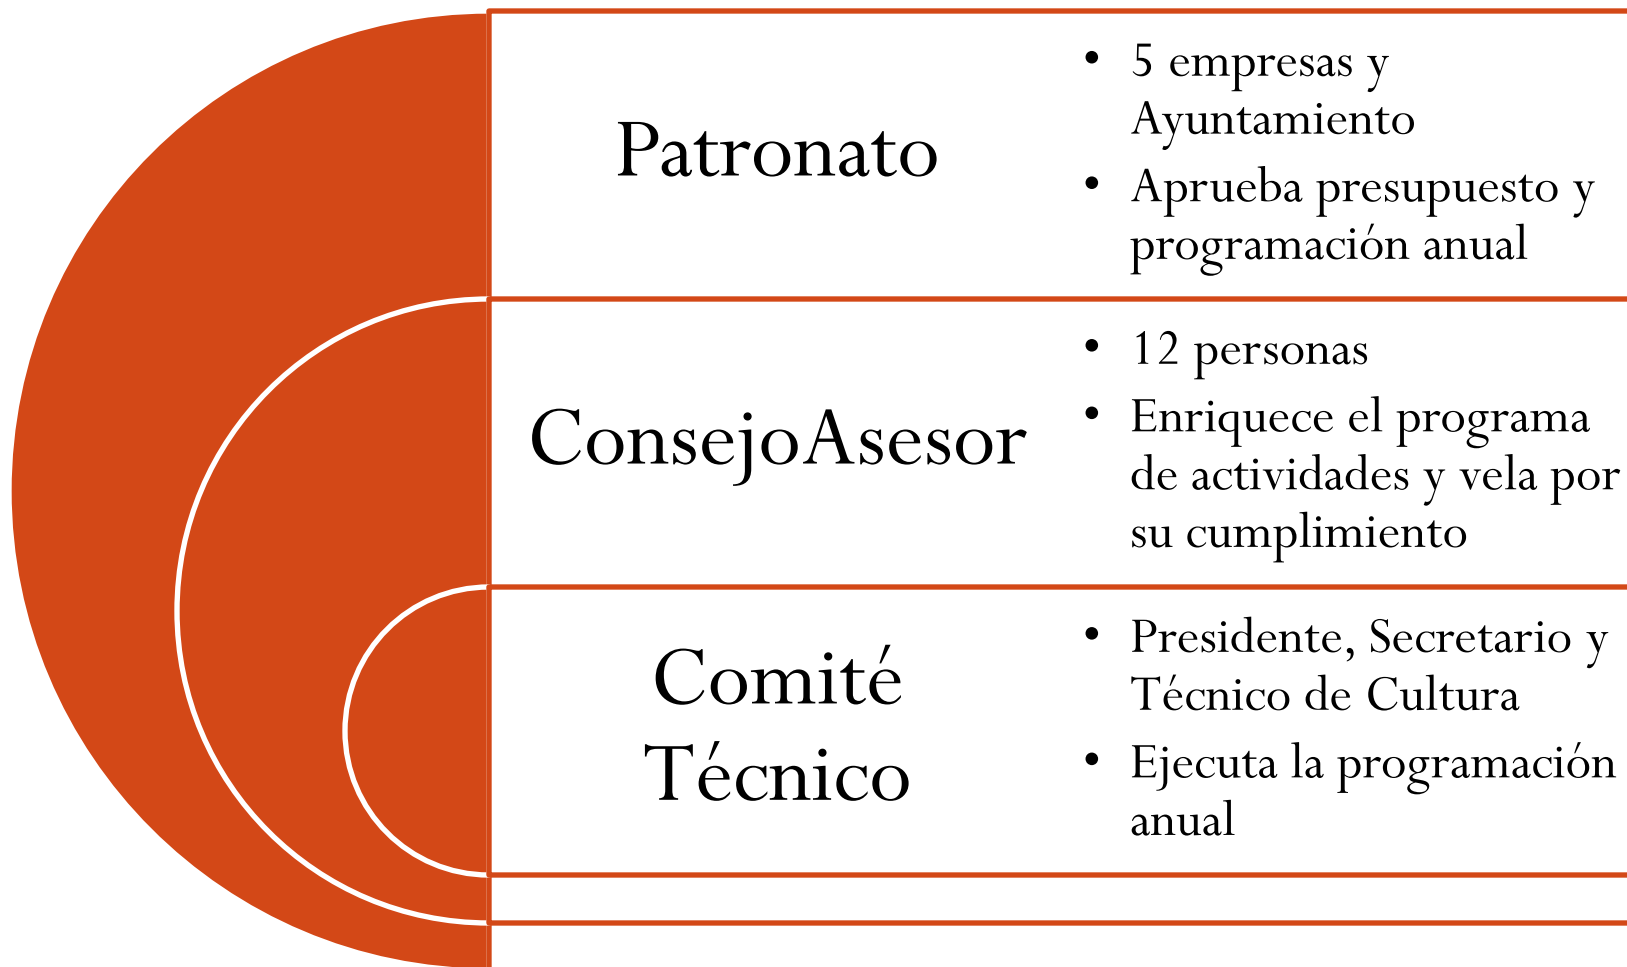 Patronato
• 5 empresas y
Ayuntamiento
• Aprueba presupuesto y
programación anual
ConsejoAsesor
• 12 personas
• Enriquece el programa
de actividades y vela por
su cumplimiento
Comité
Técnico
• Presidente, Secretario y
Técnico de Cultura
• Ejecuta la programación
anual